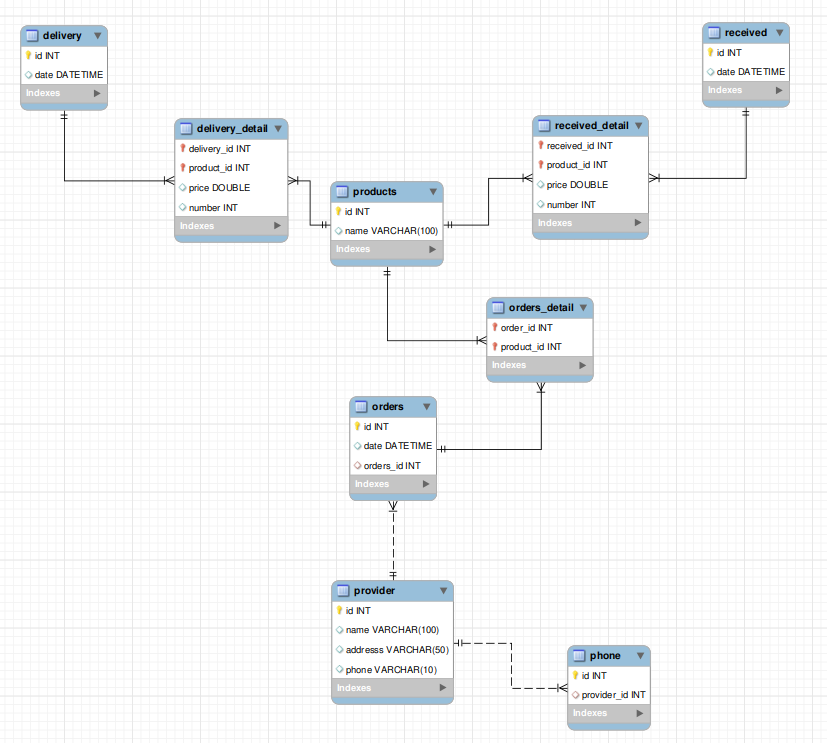 delivery
id INT
date DATETIME
Indexes
received
id INT
date DATETIME
Indexes
delivery_detail
delivery_id INT
product_id INT
price DOUBLE
number INT
Indexes
received_detail
received_id INT
product_id INT
price DOUBLE
number INT
Indexes
products
id INT
name VARCHAR(100)
Indexes
orders_detail
order_id INT
product_id INT
Indexes
orders
id INT
date DATETIME
orders_id INT
Indexes
provider
id INT
name VARCHAR(100)
addresss VARCHAR(50)
phone VARCHAR(10)
Indexes
phone
id INT
provider_id INT
Indexes